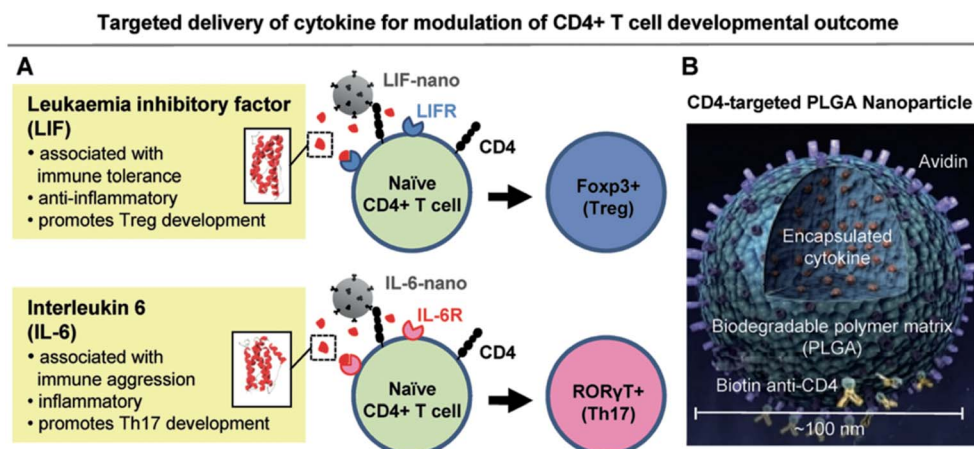 Targeted delivery of cytokine for modulation of CD4+ T cell developmental outcome
A
Leukaemia inhibitory factor
(LIF)
• associated with
immune tolerance
• anti-inflammatory
• promotes Treg development
LIF-nano
LIFR
CD4
Naïve
CD4+ T cell
Foxp3+
(Treg)
Interleukin 6
(IL-6)
• associated with
immune aggression
• inflammatory
• promotes Th17 development
IL-6-nano
IL-6R
CD4
Naïve
CD4+ T cell
RORγT+
(Th17)
B
CD4-targeted PLGA Nanoparticle
Avidin
Encapsulated
cytokine
Biodegradable polymer matrix
(PLGA)
Biotin anti-CD4
~100 nm